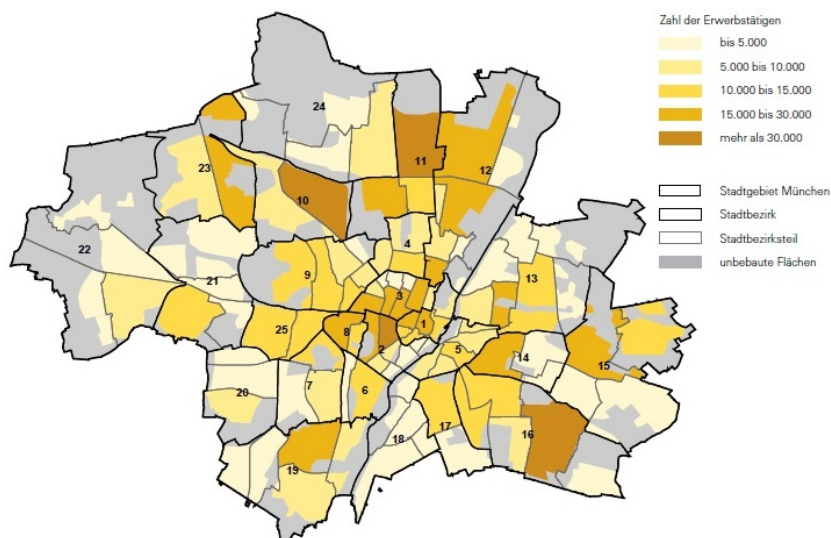 Zahl der Erwerbstätigen
bis 5.000
5.000 bis 10.000
10.000 bis 15.000
15.000 bis 30.000
mehr als 30.000
Stadtgebiet München
Stadtbezirk
Stadtbezirksteil
unbebaute Flächen
24
11
12
23
10
4
22
21
9
13
3
25
8
1
2
5
14
15
20
7
6
17
16
18
19